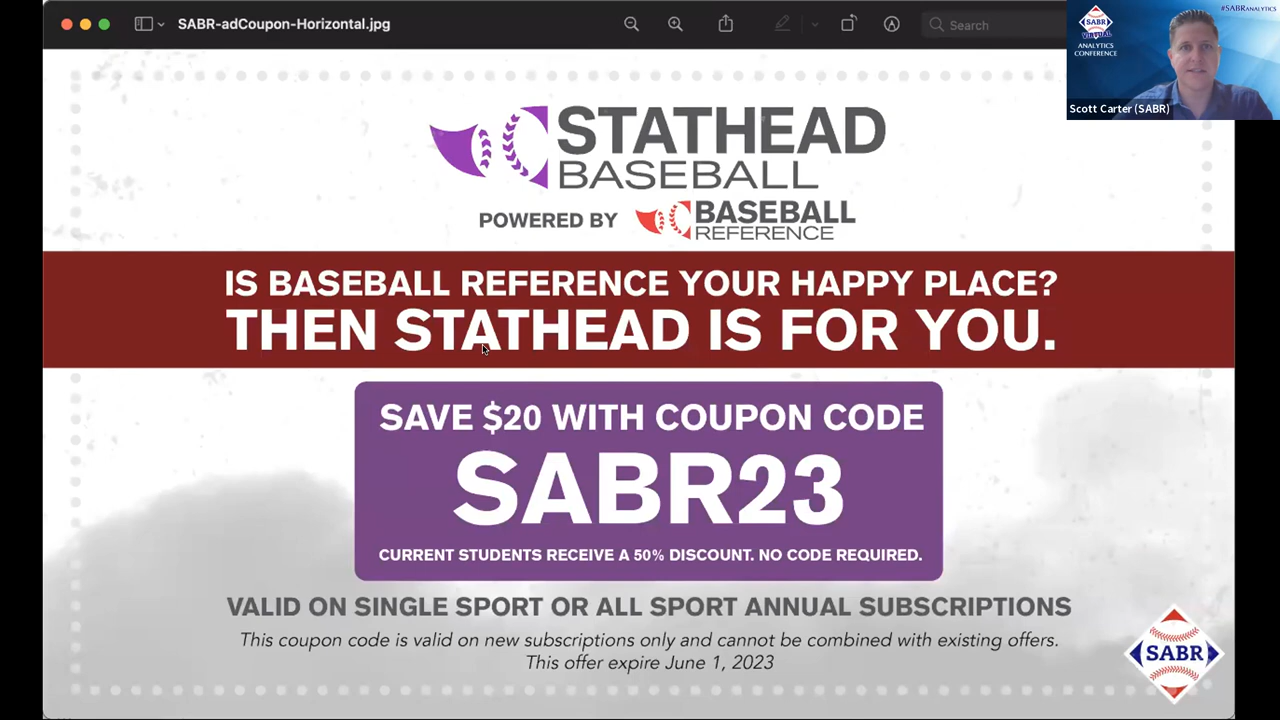 SABR-adCoupon-Horizontal.jpg
Search
#SABRANALYTICS
SABR
VIRTUAL
ANALYTICS
CONFERENCE
Scott Carter (SABR)
STATHEAD
BASEBALL
POWERED BY
BASEBALL
REFERENCE
IS BASEBALL REFERENCE YOUR HAPPY PLACE?
THEN STATHEAD IS FOR YOU.
SAVE $20 WITH COUPON CODE
SABR23
CURRENT STUDENTS RECEIVE A 50% DISCOUNT. NO CODE REQUIRED.
VALID ON SINGLE SPORT OR ALL SPORT ANNUAL SUBSCRIPTIONS
This coupon code is valid on new subscriptions only and cannot be combined with existing offers.
This offer expire June 1, 2023
SABR